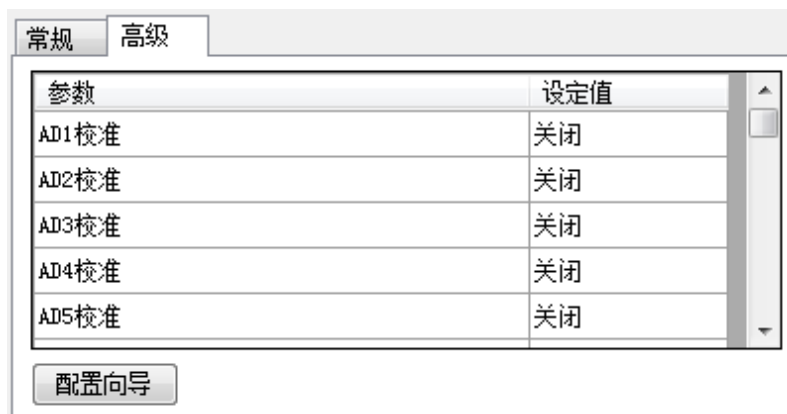 常规 高级
参数 设定值
AD1校准 关闭
AD2校准 关闭
AD3校准 关闭
AD4校准 关闭
AD5校准 关闭
配置向导